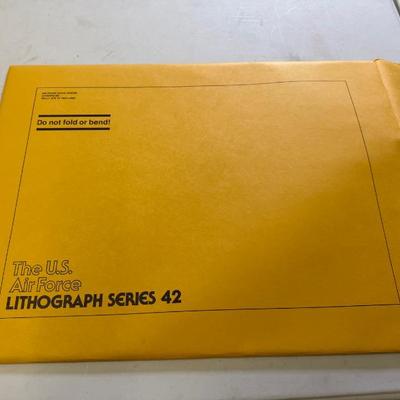 Do not fold or bend!
The U.S.
Air Force
LITHOGRAPH SERIES 42